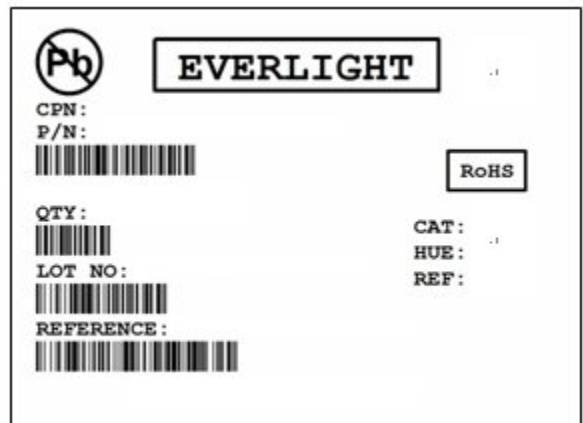 Pb
EVERLIGHT
CPN:
P/N:
RoHS
QTY:
CAT:
HUE:
LOT NO:
REF:
REFERENCE: